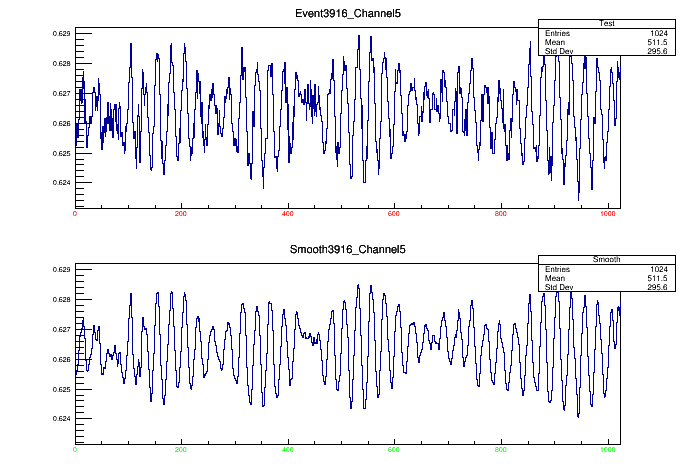 Event3916_Channel5
Test
Entries 1024
Mean 511.5
Std Dev 295.6
0.629
0.628
0.627
0.626
0.625
0.624
0 200 400 600 800 1000
Smooth3916_Channel5
Smooth
Entries 1024
Mean 511.5
Std Dev 295.6
0.629
0.628
0.627
0.626
0.625
0.624
0 200 400 600 800 1000